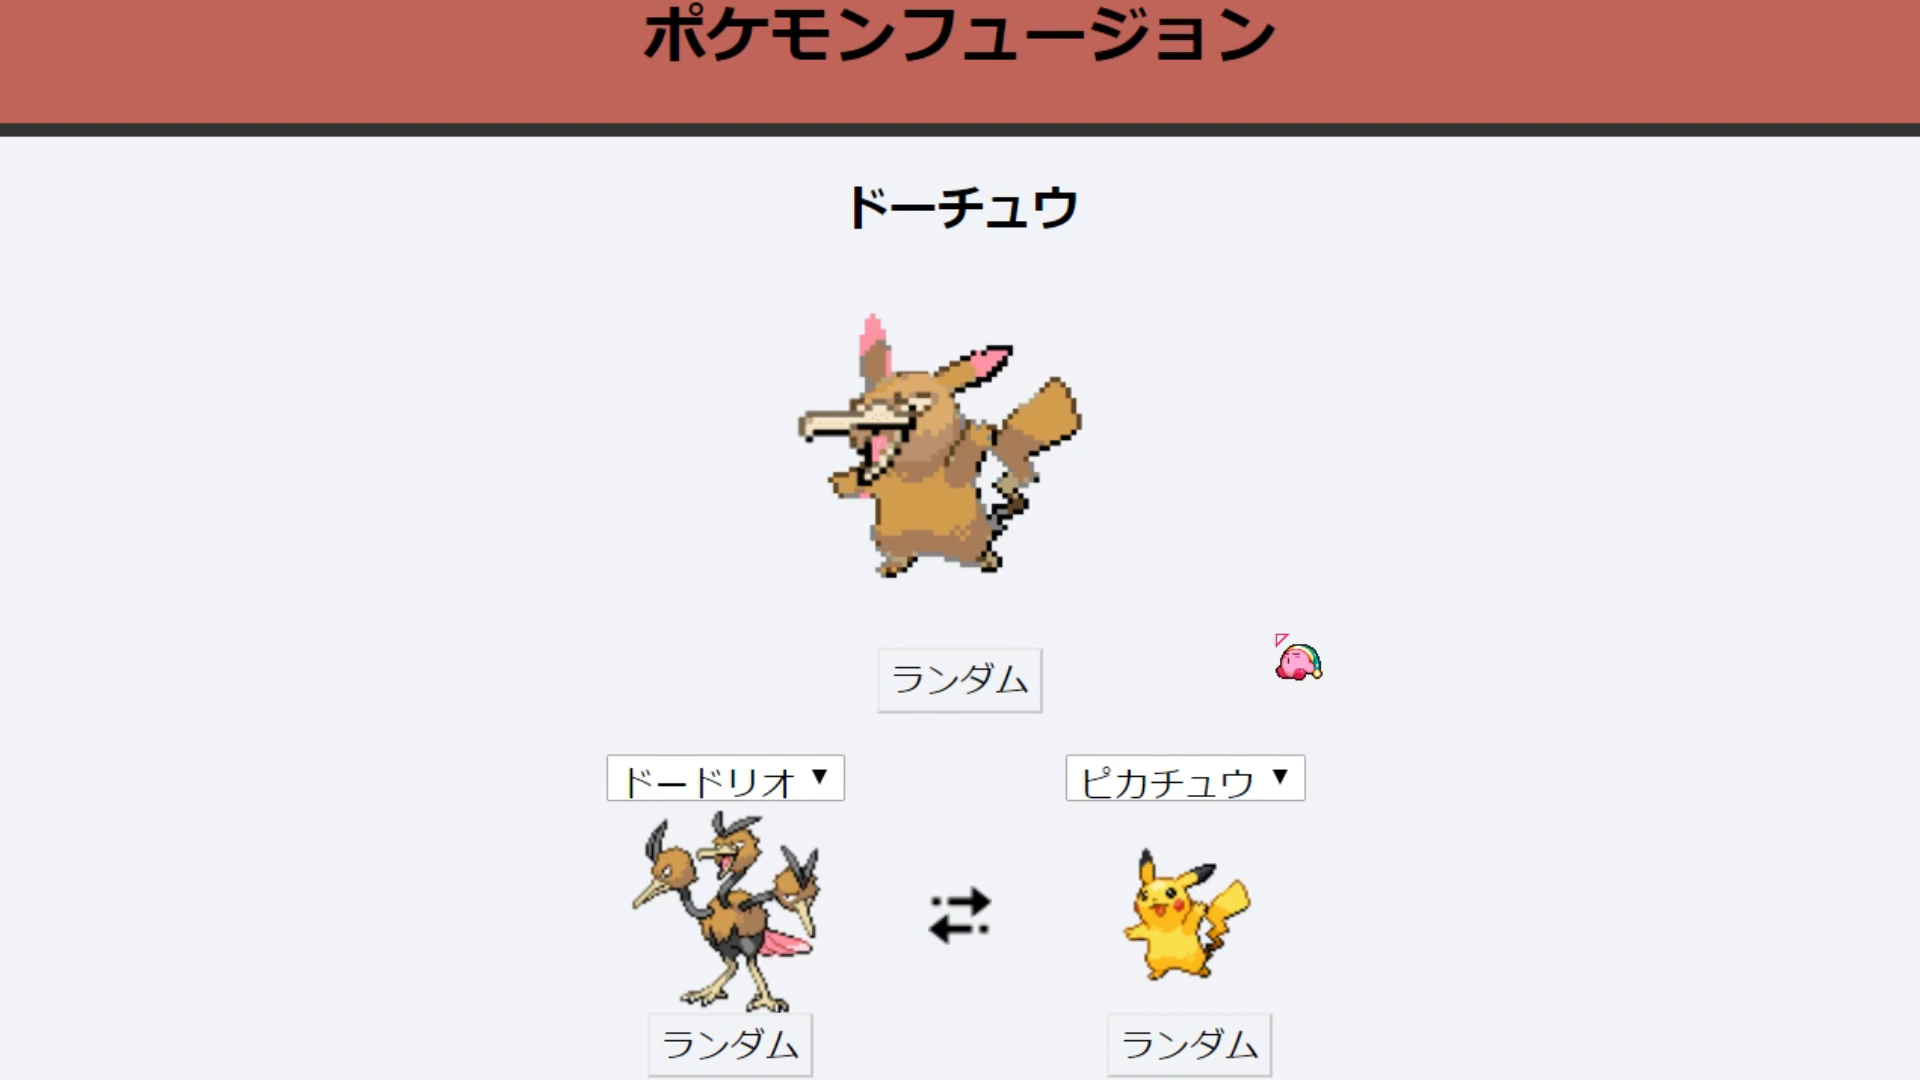 ポケモンフュージョン
ドーチュウ
ランダム
ドードリオ ▼
ピカチュウ ▼
ランダム
ランダム